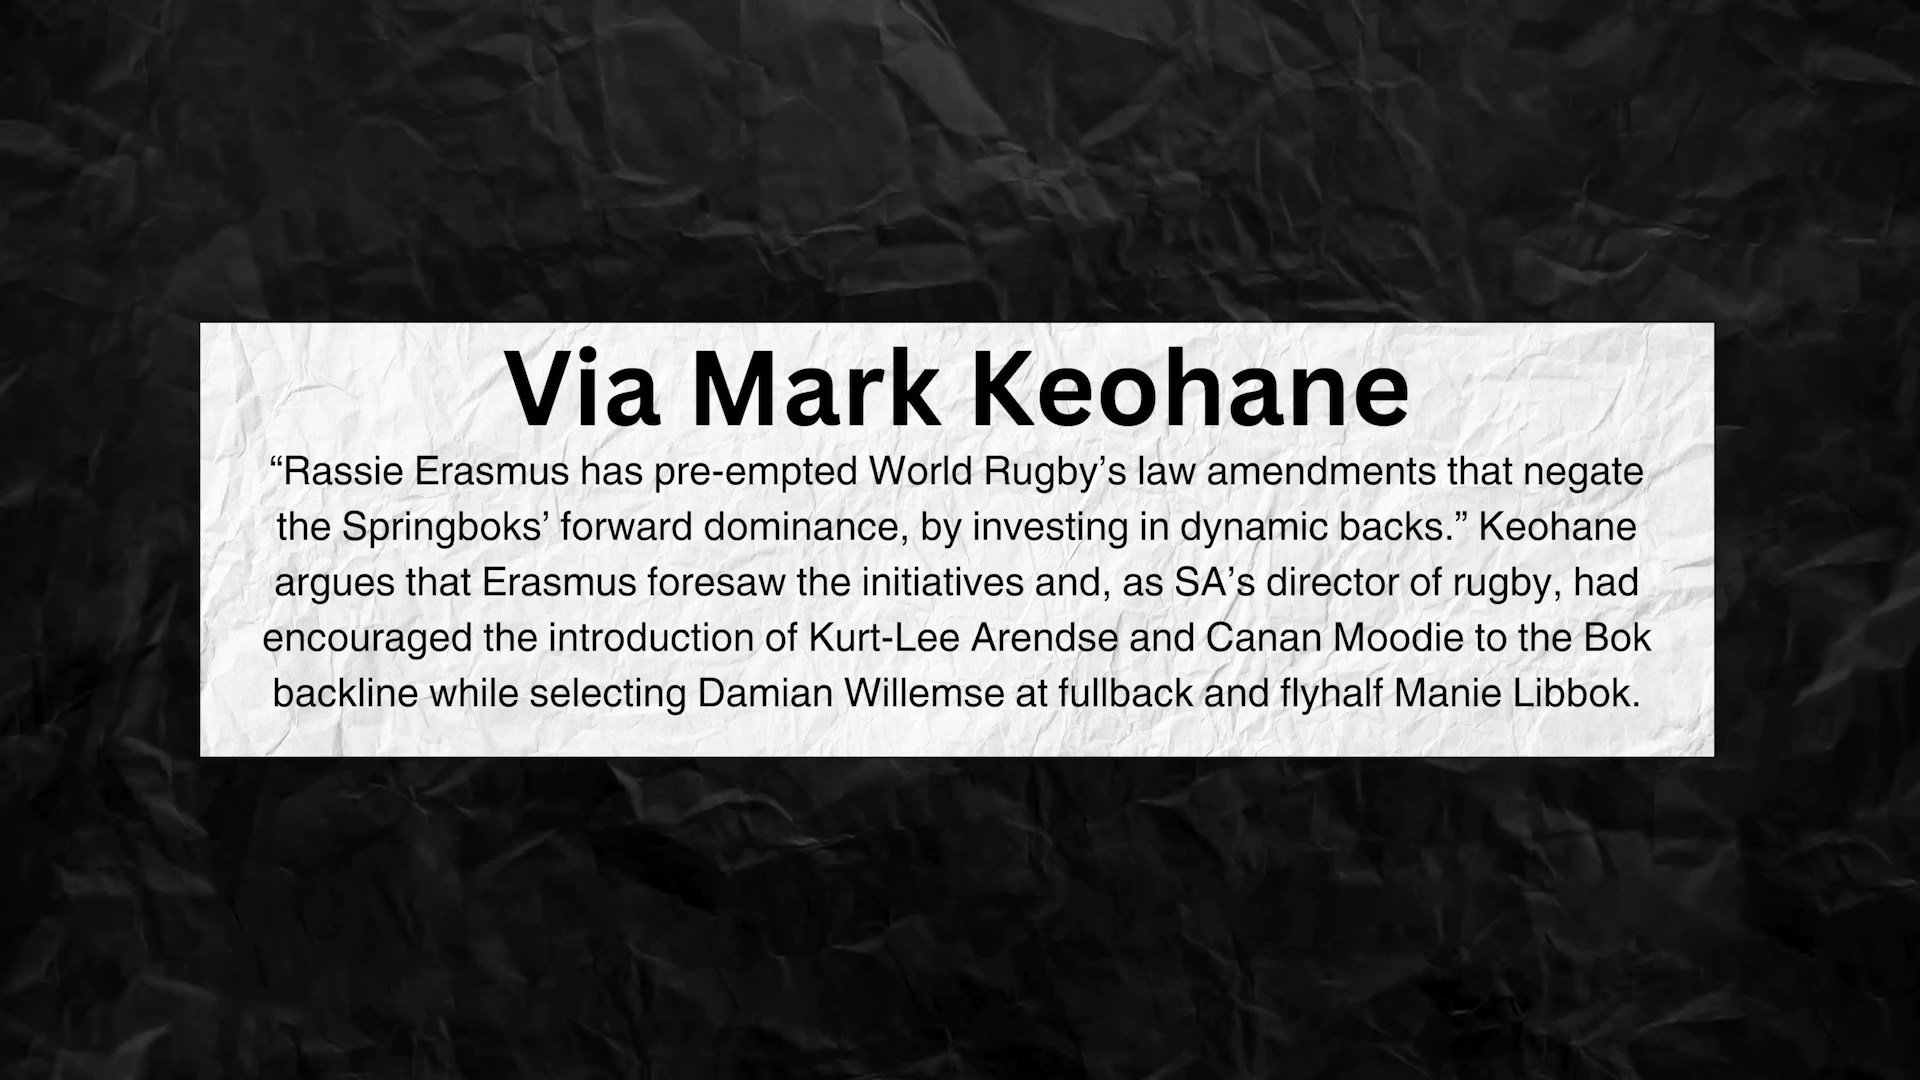 Via Mark Keohane
“Rassie Erasmus has pre-empted World Rugby’s law amendments that negate
the Springboks’ forward dominance, by investing in dynamic backs.” Keohane
argues that Erasmus foresaw the initiatives and, as SA’s director of rugby, had
encouraged the introduction of Kurt-Lee Arendse and Canan Moodie to the Bok
backline while selecting Damian Willemse at fullback and flyhalf Manie Libbok.